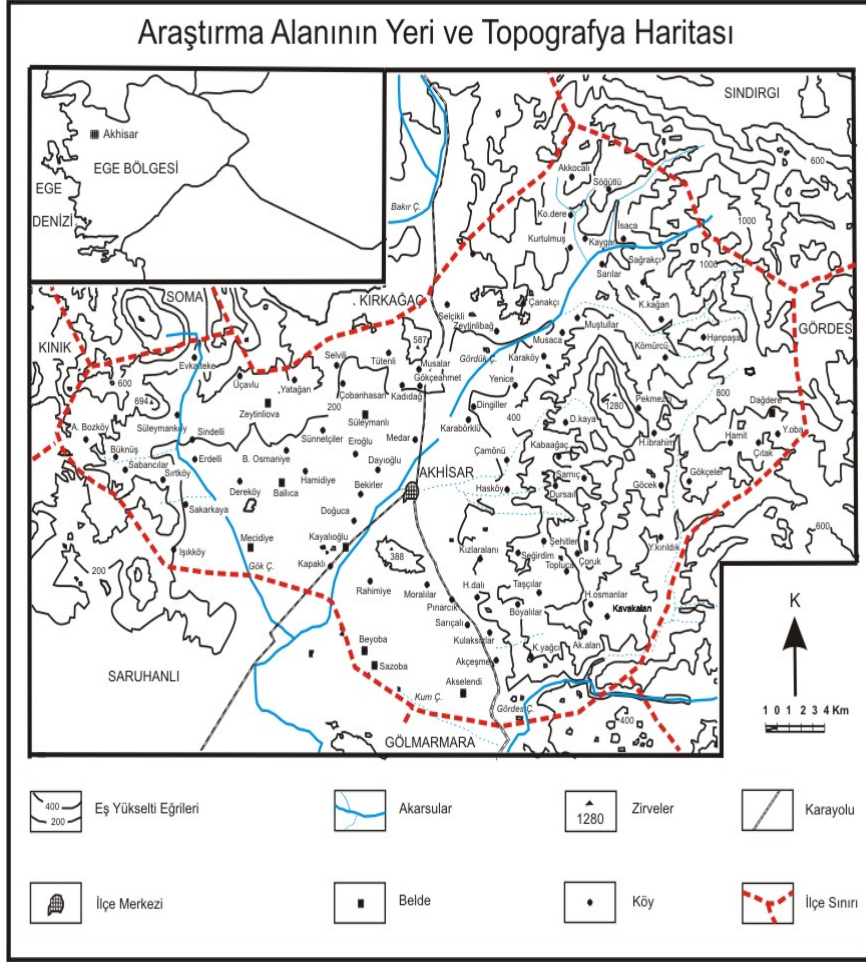 Araştırma Alanının Yeri ve Topografya Haritası
Akhisar
EGE BÖLGESİ
EGE
DENİZİ
SINDIRGI
600
Akkocalı
Söğütlü
Bakır Ç.
Ko.dere
İsaca
1000
Kurtulmuş
Kaygan
Sağrakçı
Sarılar
1000
SOMA
KIRKAĞAÇ
Selçikli
Çanakçı
K.kağan
Zeytinlibağ
Muştullar
GÖRDES
KINIK
587
Musaca
Hanpaşa
Evkafteke
Selvili
Tütenli
Musalar
Gördük Ç.
Karaköy
Kömürcü
600
Üçavlu
Yatağan
Çobanhasan
Gökçeahmet
Yenice
Kadıdağ
694
Zeytinliova
200
Dingiller
400
1280
Pekmezci
800
Dağdere
Süleymanköy
Süleymanlı
Karabörklü
D.kaya
A. Bozköy
Sindelli
Sünnetçiler
Eroğlu
Medar
Kabaağaç
H.ibrahim
Hamit
Y.oba
Büknüş
Çıtak
Sabancılar
Erdelli
B. Osmaniye
Dayıoğlu
Çamönü
Sırtköy
Hamidiye
AKHİSAR
Samıç
Göcek
Gökçeler
Dereköy
Ballıca
Bekirler
Hasköy
Dursall
Sakarkaya
Doğuca
Mecidiye
Kayalıoğlu
Şehitler
Y.kırıldık
600
Işıkköy
388
Kızlaralanı
Seğirdim
Çoruk
200
Gök Ç.
Kapaklı
Topluca
Rahimiye
Moralılar
H.dalı
Taşçılar
H.osmanlar
Pınarcık
Boyalılar
Kavakalan
K
Sarıçalı
Beyoba
Kulaksızlar
Ak.alan
SARUHANLI
Sazoba
Akçeşme
K.yağcı
Akselendi
Kum Ç.
Gördes Ç.
1 0 1 2 3 4 Km
400
GÖLMARMARA
400
200
Eş Yükselti Eğrileri
Akarsular
1280
Zirveler
Karayolu
İlçe Merkezi
Belde
Köy
İlçe Sınırı